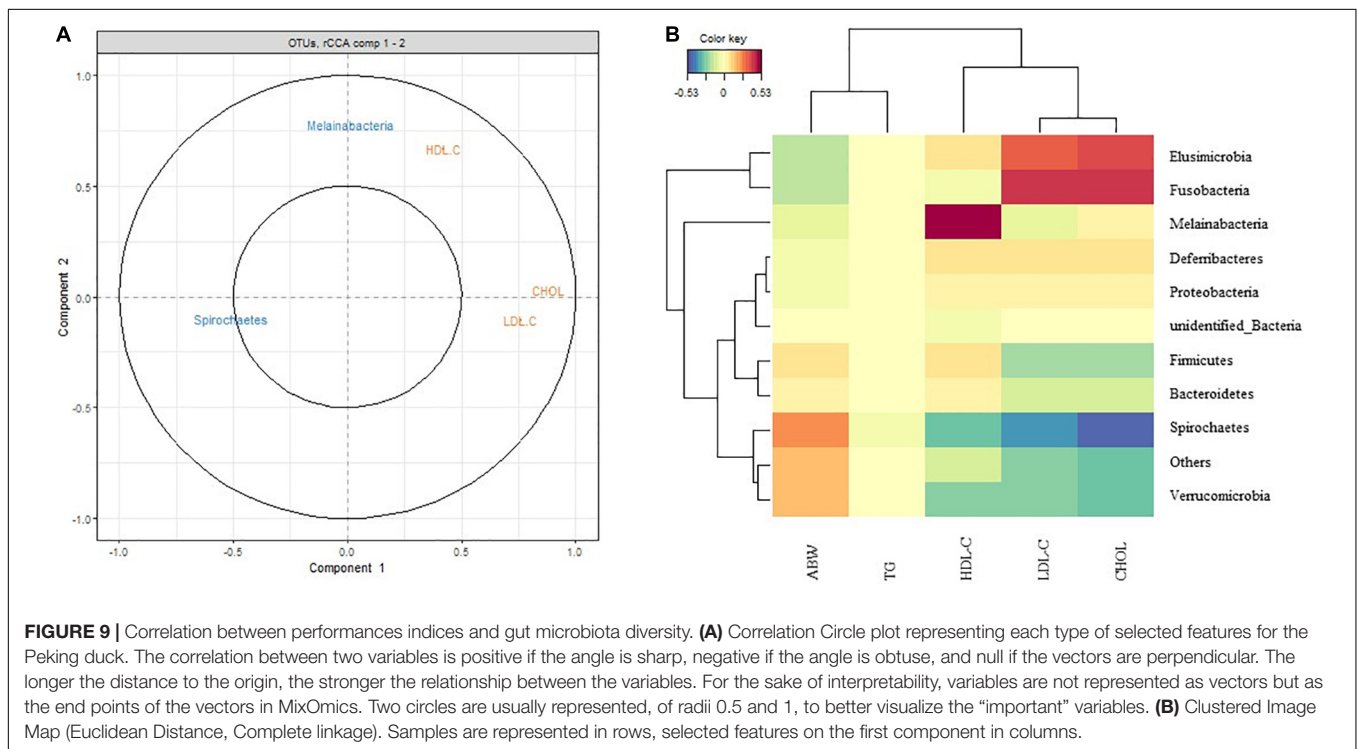 A
OTUs, rCCA comp 1 - 2
1.0
0.5
0.0
-0.5
-1.0
Component 2
Melainabacteria
HDL.C
CHOL
LDL.C
Spirochaetes
-1.0 -0.5 0.0 0.5 1.0
Component 1
B
Color key
-0.53 0 0.53
Elusimicrobia
Fusobacteria
Melainabacteria
Deferribacteres
Proteobacteria
unidentified_Bacteria
Firmicutes
Bacteroidetes
Spirochaetes
Others
Verrucomicrobia
ABW
TG
HDL-C
LDL-C
CHOL
FIGURE 9 | Correlation between performances indices and gut microbiota diversity. (A) Correlation Circle plot representing each type of selected features for the
Peking duck. The correlation between two variables is positive if the angle is sharp, negative if the angle is obtuse, and null if the vectors are perpendicular. The
longer the distance to the origin, the stronger the relationship between the variables. For the sake of interpretability, variables are not represented as vectors but as
the end points of the vectors in MixOmics. Two circles are usually represented, of radii 0.5 and 1, to better visualize the “important” variables. (B) Clustered Image
Map (Euclidean Distance, Complete linkage). Samples are represented in rows, selected features on the first component in columns.